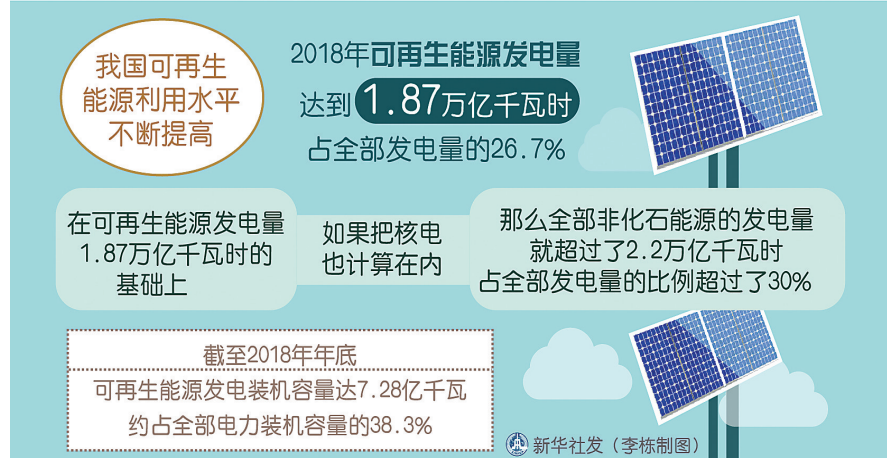 我国可再生
能源利用水平
不断提高
2018年可再生能源发电量
达到1.87万亿千瓦时
占全部发电量的26.7%
在可再生能源发电量
1.87万亿千瓦时的
基础上
如果把核电
也计算在内
那么全部非化石能源的发电量
就超过了2.2万亿千瓦时
占全部发电量的比例超过了30%
截至2018年年底
可再生能源发电装机容量达7.28亿千瓦
约占全部电力装机容量的38.3%
新华社发（李栋制图）